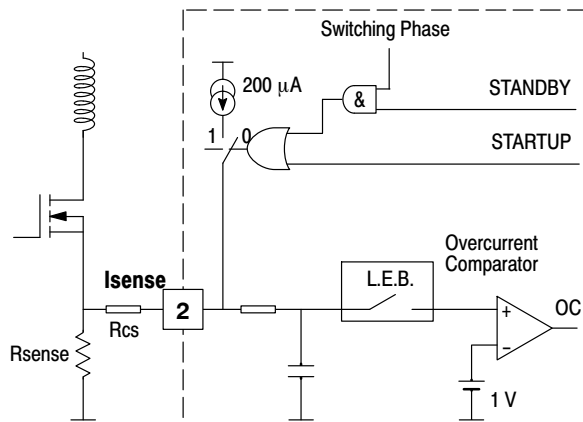 Switching Phase
200 μA
&
STANDBY
1 0
STARTUP
Isense
2
Rcs
Rsense
L.E.B.
Overcurrent
Comparator
+
−
OC
1 V